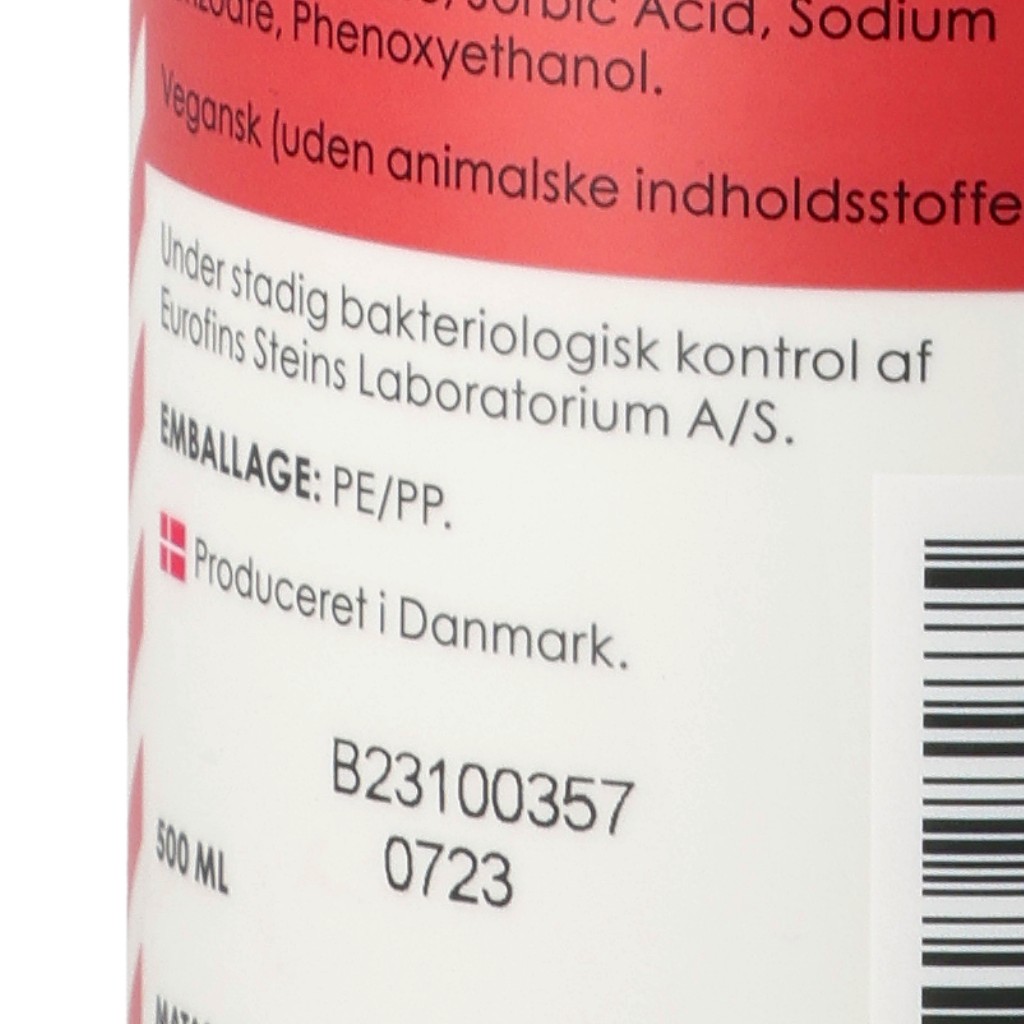 Sorbic Acid, Sodium
Phenoxyethanol.
Vegansk (uden animalske indholdsstoffe
Under stadig bakteriologisk kontrol af
Eurofins Steins Laboratorium A/S.
EMBALLAGE: PE/PP.
Produceret i Danmark.
B23100357
0723
500 ML